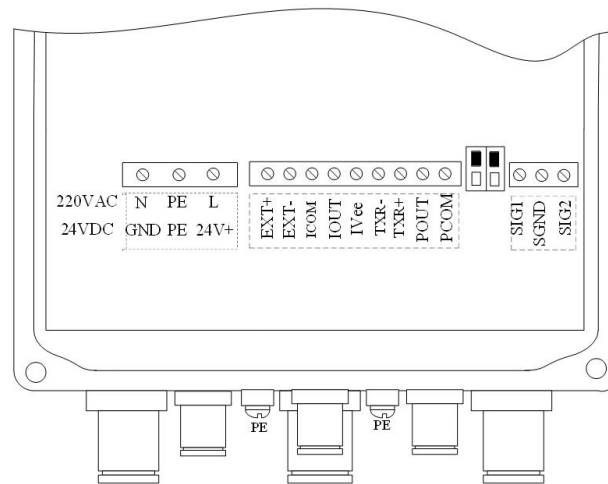 220VAC N PE L
24VDC GND PE 24V+
EXT+
EXT-
ICOM
IOUT
IVee
TXR-
TXR+
POUT
PCOM
SIG1
SGND
SIG2
PE
PE